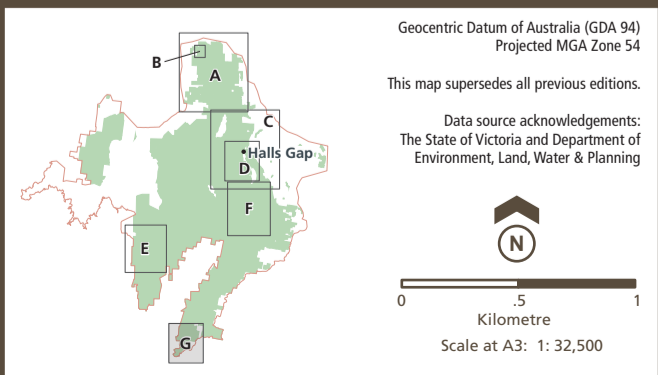 B
A
C
Halls Gap
D
F
E
G
Geocentric Datum of Australia (GDA 94)
Projected MGA Zone 54
This map supersedes all previous editions.
Data source acknowledgements:
The State of Victoria and Department of
Environment, Land, Water & Planning
N
0 .5 1
Kilometre
Scale at A3: 1: 32,500